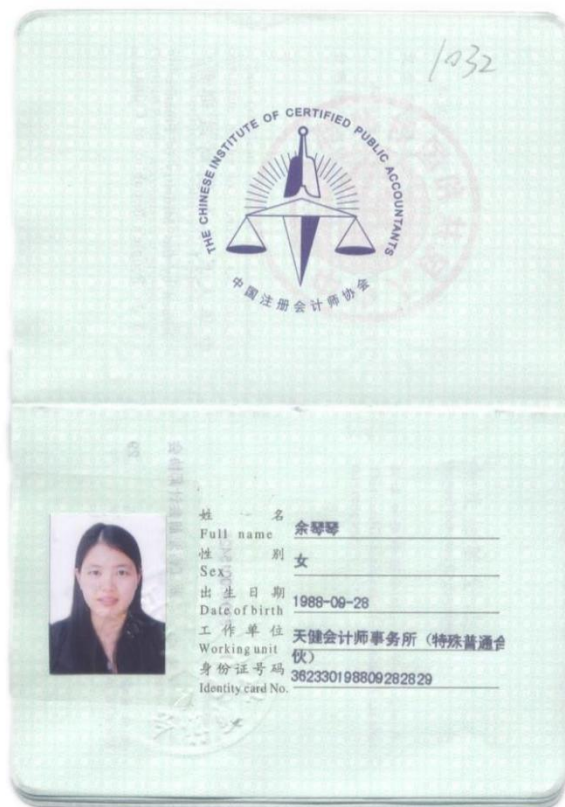 1032
THE CHINESE INSTITUTE OF CERTIFIED PUBLIC ACCOUNTANTS
中国注册会计师协会
姓 名 余琴琴
Full name
性 别 女
Sex
出生日期 1988-09-28
Date of birth
工作单位 天健会计师事务所（特殊普通合
Working unit 伙）
身份证号码 362330198809282829
Identity card No.